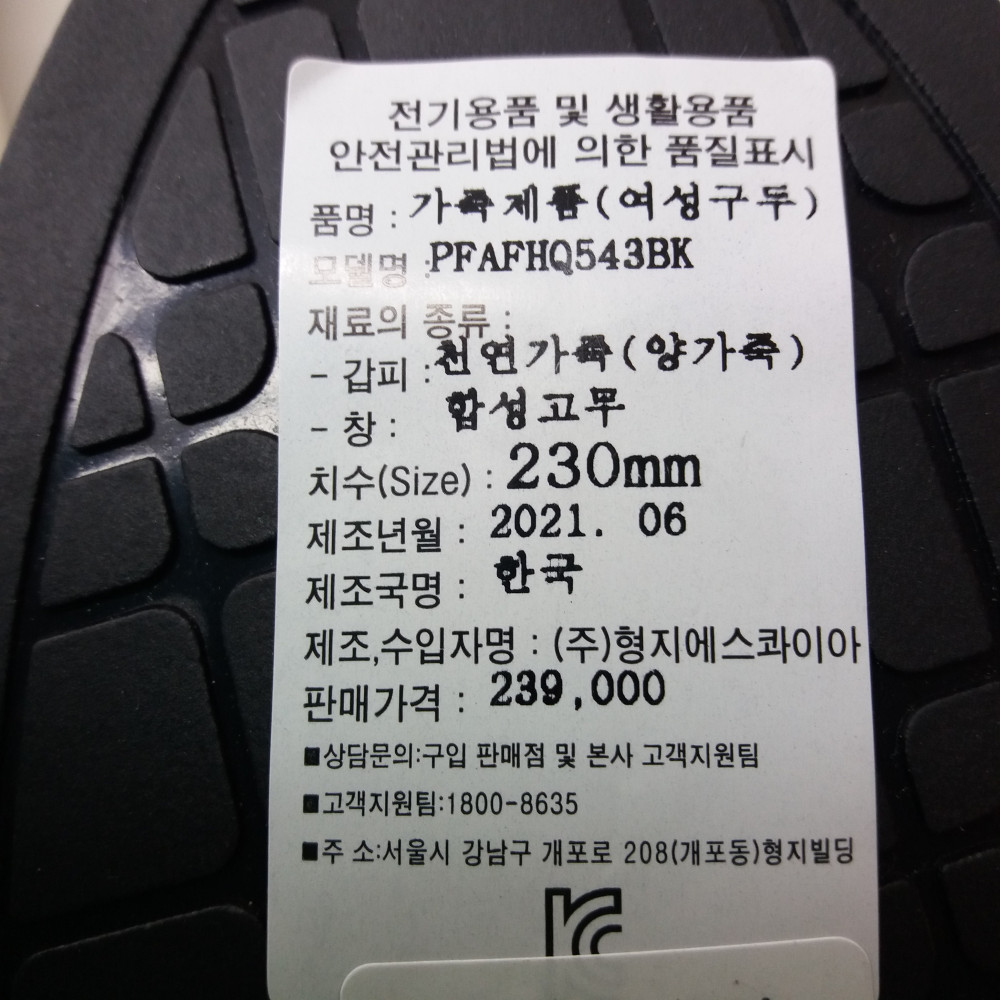 전기용품 및 생활용품
안전관리법에 의한 품질표시
품명 : 가죽제품(여성구두)
모델명 : PFAFHQ543BK
재료의 종류 :
- 갑피 : 천연가죽(양가죽)
- 창 : 합성고무
치수(Size) : 230mm
제조년월 : 2021. 06
제조국명 : 한국
제조,수입자명 : (주)형지에스콰이아
판매가격 : 239,000
■상담문의:구입 판매점 및 본사 고객지원팀
■고객지원팀:1800-8635
■주 소:서울시 강남구 개포로 208(개포동)형지빌딩